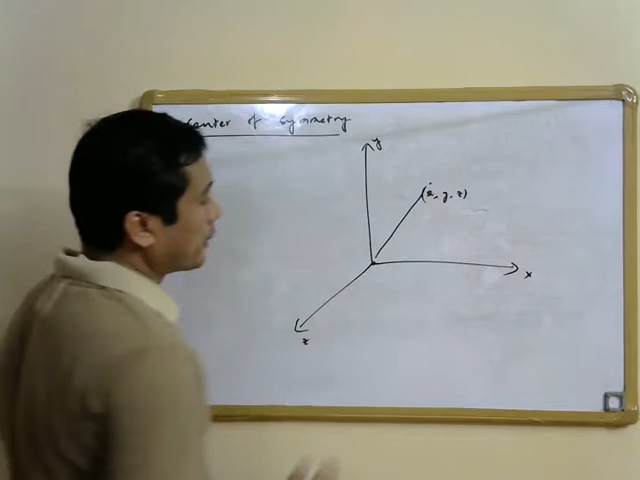 Center of Symmetry
y
(x, y, z)
x
z